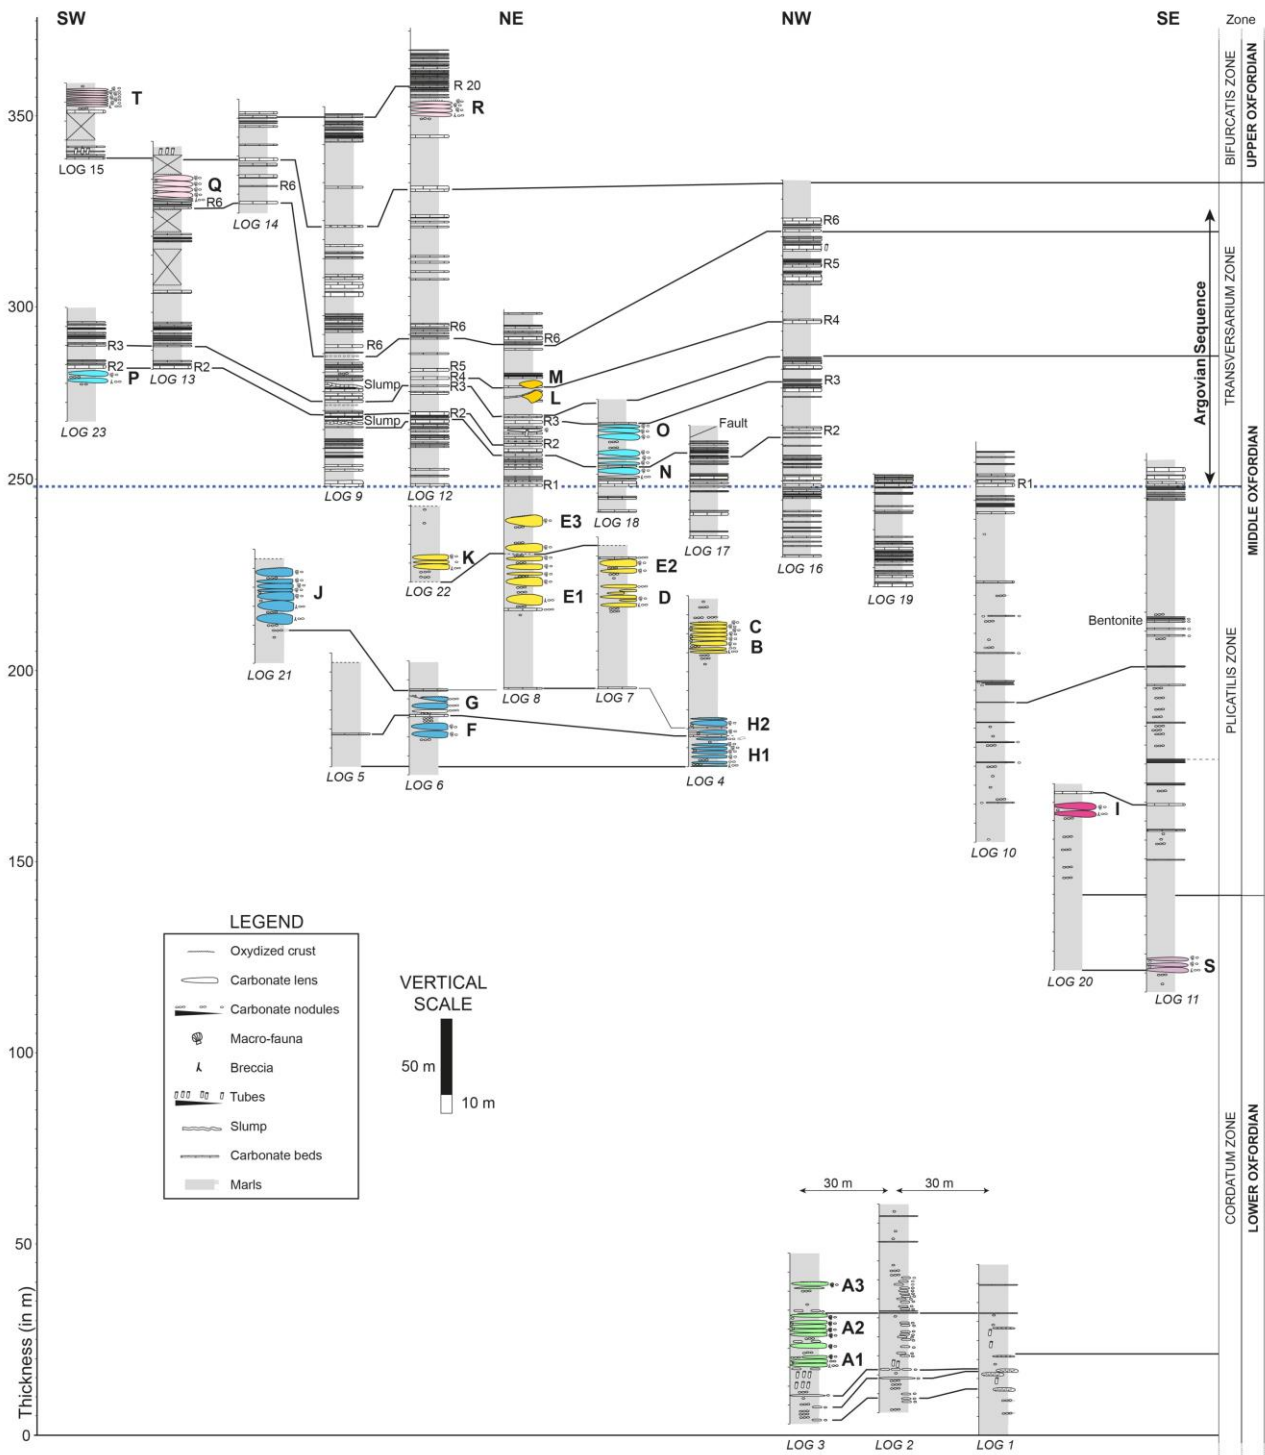 SW NE NW SE Zone
350
300
250
200
150
100
50
0
Thickness (in m)
T
LOG 15
Q
R6
LOG 14
R6
R 20
R
R3
R2
P
LOG 23
R2
LOG 13
R6
Slump
Slump
LOG 9
R6
R5
R4
R3
R2
LOG 12
R6
M
L
R3
R2
R1
O
N
LOG 18
Fault
LOG 17
R6
R5
R4
R3
R2
LOG 16
LOG 19
R1
LOG 10
Argovian Sequence
BIFURCATIS ZONE
UPPER OXFORDIAN
TRANSVERSARIUM ZONE
MIDDLE OXFORDIAN
PLICATILIS ZONE
CORDATUM ZONE
LOWER OXFORDIAN
E3
K
LOG 22
E1
LOG 8
E2
D
LOG 7
J
LOG 21
LOG 5
G
F
LOG 6
C
B
H2
H1
LOG 4
Bentonite
I
LOG 20
S
LOG 11
LEGEND
Oxydized crust
Carbonate lens
Carbonate nodules
Macro-fauna
Breccia
Tubes
Slump
Carbonate beds
Marls
VERTICAL
SCALE
50 m
10 m
30 m 30 m
A3
A2
A1
LOG 3 LOG 2 LOG 1